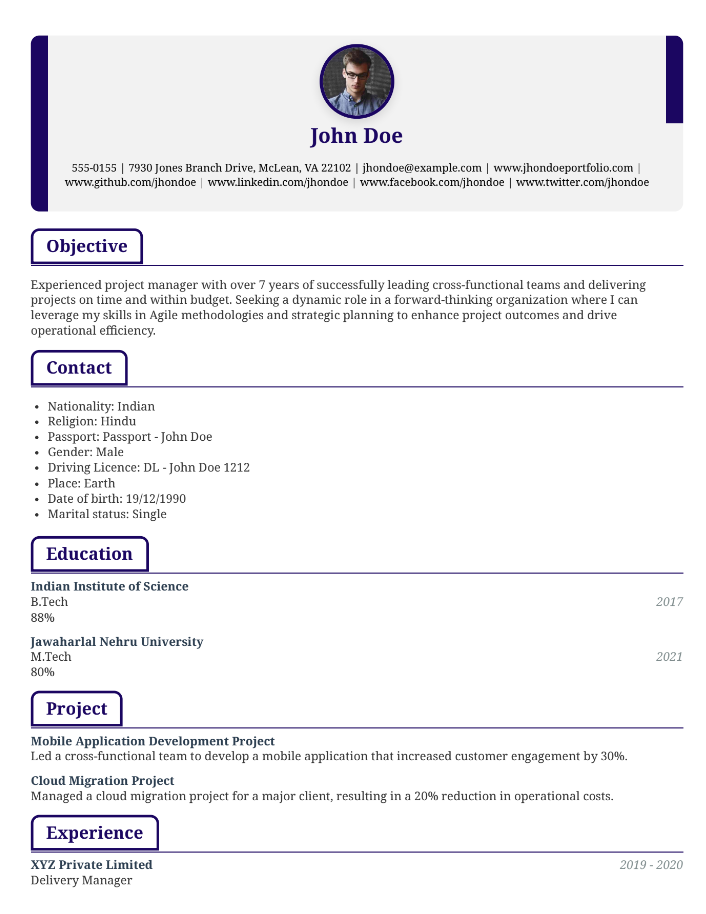 John Doe
555-0155 | 7930 Jones Branch Drive, McLean, VA 22102 | jhondoe@example.com | www.jhondoeportfolio.com |
www.github.com/jhondoe | www.linkedin.com/jhondoe | www.facebook.com/jhondoe | www.twitter.com/jhondoe
Objective
Experienced project manager with over 7 years of successfully leading cross-functional teams and delivering
projects on time and within budget. Seeking a dynamic role in a forward-thinking organization where I can
leverage my skills in Agile methodologies and strategic planning to enhance project outcomes and drive
operational efficiency.
Contact
• Nationality: Indian
• Religion: Hindu
• Passport: Passport - John Doe
• Gender: Male
• Driving Licence: DL - John Doe 1212
• Place: Earth
• Date of birth: 19/12/1990
• Marital status: Single
Education
Indian Institute of Science
B.Tech 2017
88%
Jawaharlal Nehru University
M.Tech 2021
80%
Project
Mobile Application Development Project
Led a cross-functional team to develop a mobile application that increased customer engagement by 30%.
Cloud Migration Project
Managed a cloud migration project for a major client, resulting in a 20% reduction in operational costs.
Experience
XYZ Private Limited 2019 - 2020
Delivery Manager